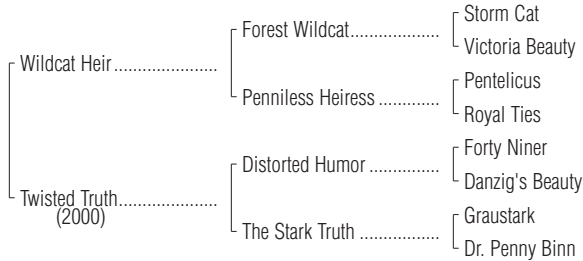 Storm Cat
Forest Wildcat....................
Victoria Beauty
Wildcat Heir.......................
Pentelicus
Penniless Heiress .............
Royal Ties
Forty Niner
Distorted Humor ...............
Danzig's Beauty
Twisted Truth......................
(2000)
Graustark
The Stark Truth .................
Dr. Penny Binn